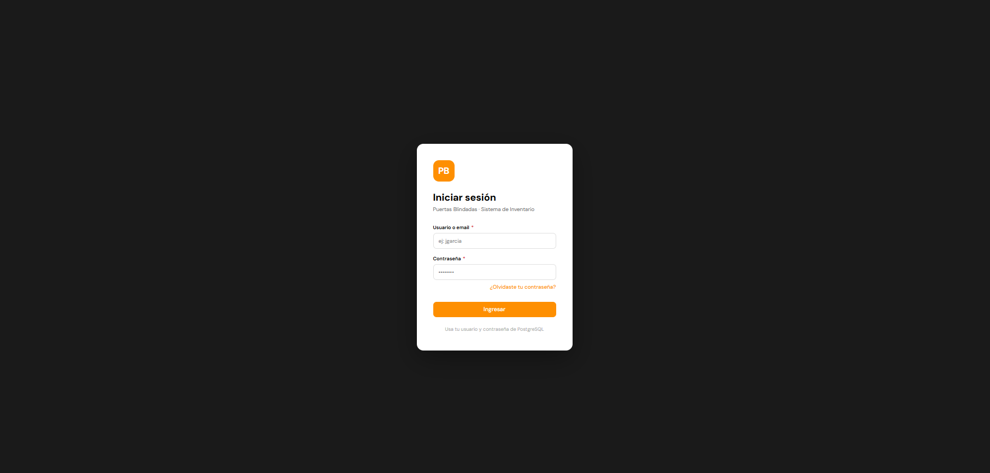 PB
Iniciar sesión
Puertas Blindadas · Sistema de Inventario
Usuario o email *
ej: jgarcia
Contraseña *
••••••••
¿Olvidaste tu contraseña?
Ingresar
Use tu usuario y contraseña de PostgreSQL